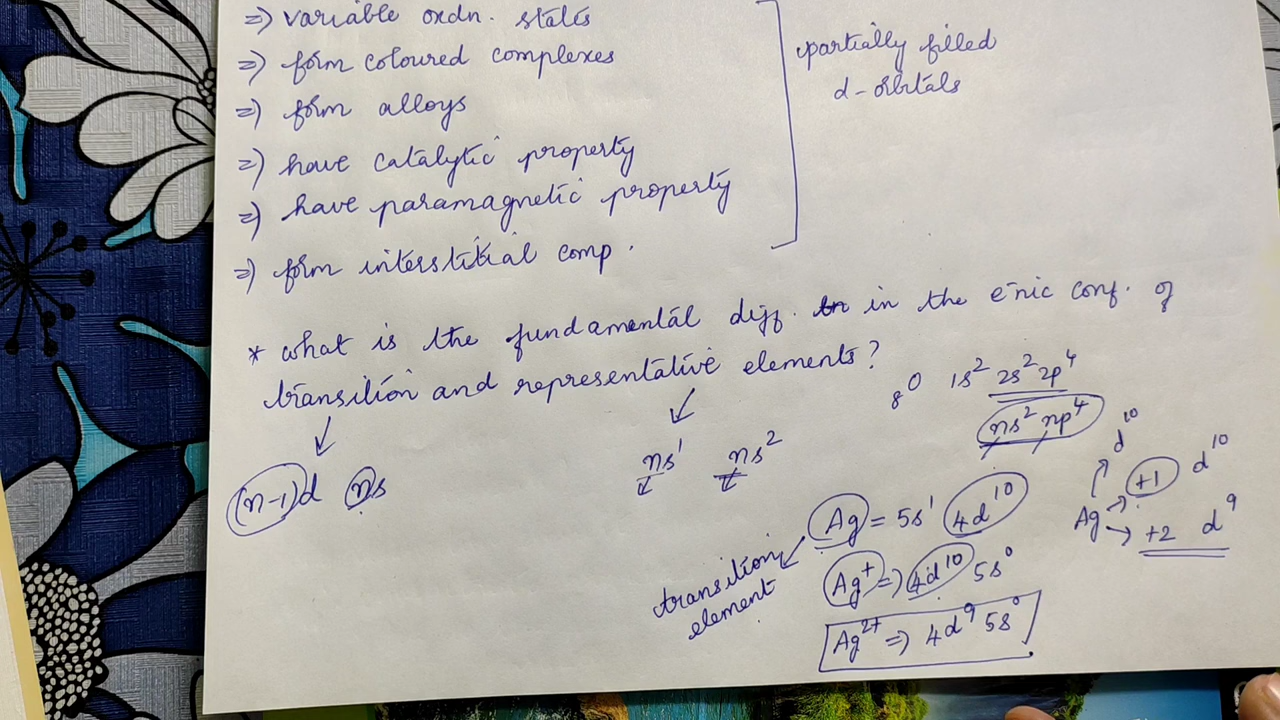 =) variable oxdn. states
=) form coloured complexes
=) form alloys
=) have catalytic property
=) have paramagnetic property
=) form interstitial comp.
partially filled
d-orbitals
* what is the fundamental diff. in the e⁻nic conf. of
transition and representative elements?
(n-1)d ns
ns¹ ns²
₈O 1s² 2s² 2p⁴
ns² np⁴
Ag = 5s¹ 4d¹⁰
transition
element
Ag⁺ => 4d¹⁰ 5s⁰
Ag²⁺ => 4d⁹ 5s⁰
d¹⁰
Ag → +1 d¹⁰
→ +2 d⁹